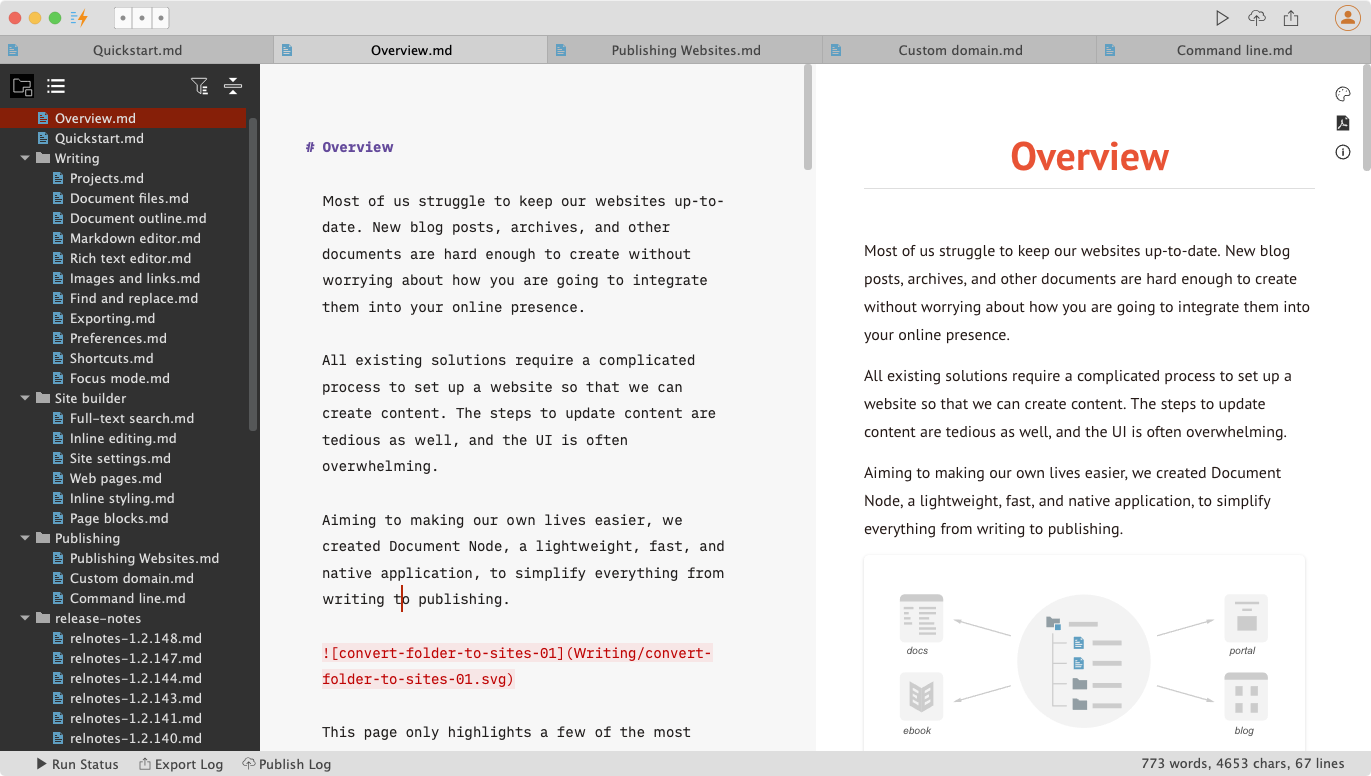 Quickstart.md
Overview.md
Publishing Websites.md
Custom domain.md
Command line.md
Overview.md
Quickstart.md
Writing
Projects.md
Document files.md
Document outline.md
Markdown editor.md
Rich text editor.md
Images and links.md
Find and replace.md
Exporting.md
Preferences.md
Shortcuts.md
Focus mode.md
Site builder
Full-text search.md
Inline editing.md
Site settings.md
Web pages.md
Inline styling.md
Page blocks.md
Publishing
Publishing Websites.md
Custom domain.md
Command line.md
release-notes
relnotes-1.2.148.md
relnotes-1.2.147.md
relnotes-1.2.144.md
relnotes-1.2.143.md
relnotes-1.2.141.md
relnotes-1.2.140.md
# Overview
Most of us struggle to keep our websites up-to-
date. New blog posts, archives, and other
documents are hard enough to create without
worrying about how you are going to integrate
them into your online presence.
All existing solutions require a complicated
process to set up a website so that we can
create content. The steps to update content are
tedious as well, and the UI is often
overwhelming.
Aiming to making our own lives easier, we
created Document Node, a lightweight, fast, and
native application, to simplify everything from
writing to publishing.
![convert-folder-to-sites-01](Writing/convert-
folder-to-sites-01.svg)
This page only highlights a few of the most
Overview
Most of us struggle to keep our websites up-to-date. New blog
posts, archives, and other documents are hard enough to create
without worrying about how you are going to integrate them into
your online presence.
All existing solutions require a complicated process to set up a
website so that we can create content. The steps to update
content are tedious as well, and the UI is often overwhelming.
Aiming to making our own lives easier, we created Document
Node, a lightweight, fast, and native application, to simplify
everything from writing to publishing.
docs
portal
ebook
blog
Run Status
Export Log
Publish Log
773 words, 4653 chars, 67 lines